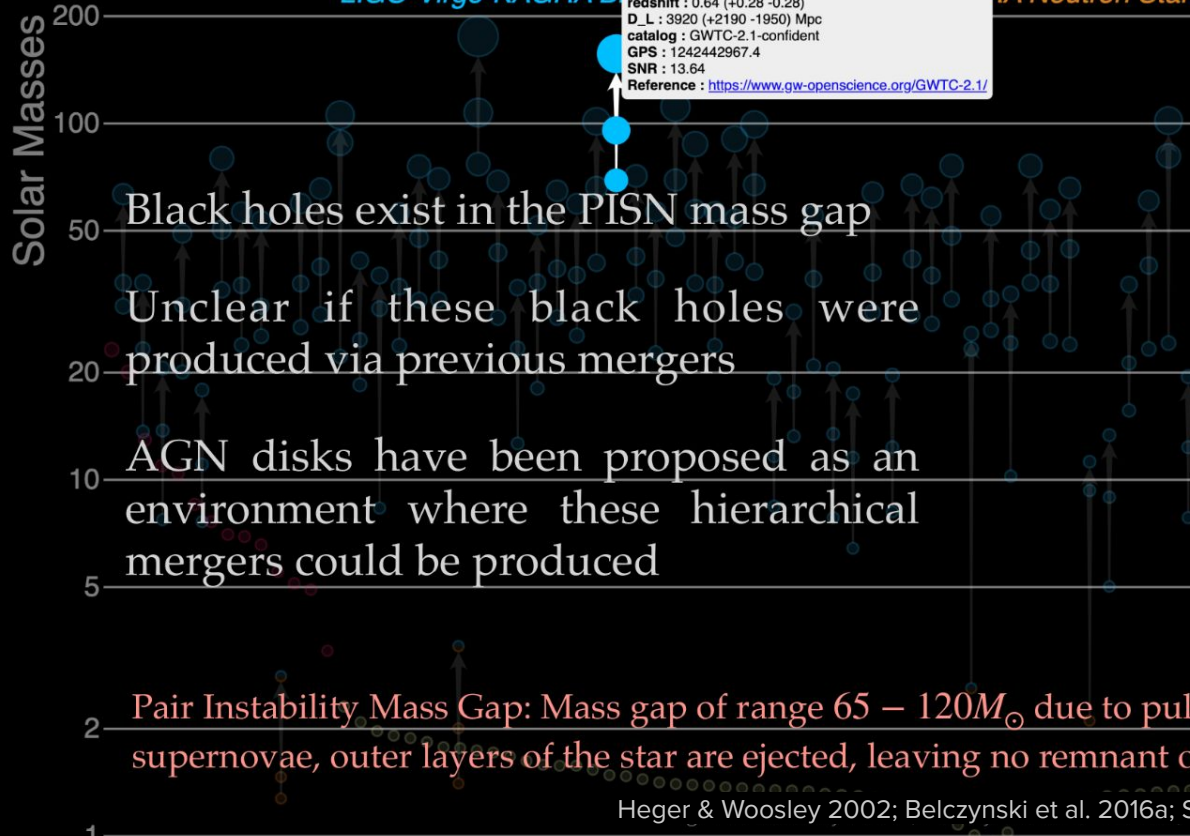 Solar Masses
200
100
50
20
10
5
2
1
redshift : 0.64 (+0.28 -0.28)
D_L : 3920 (+2190 -1950) Mpc
catalog : GWTC-2.1-confident
GPS : 1242442967.4
SNR : 13.64
Reference : https://www.gw-openscience.org/GWTC-2.1/
Black holes exist in the PISN mass gap
Unclear if these black holes were
produced via previous mergers
AGN disks have been proposed as an
environment where these hierarchical
mergers could be produced
Pair Instability Mass Gap: Mass gap of range 65 – 120M☉ due to pul
supernovae, outer layers of the star are ejected, leaving no remnant
Heger & Woosley 2002; Belczynski et al. 2016a; S